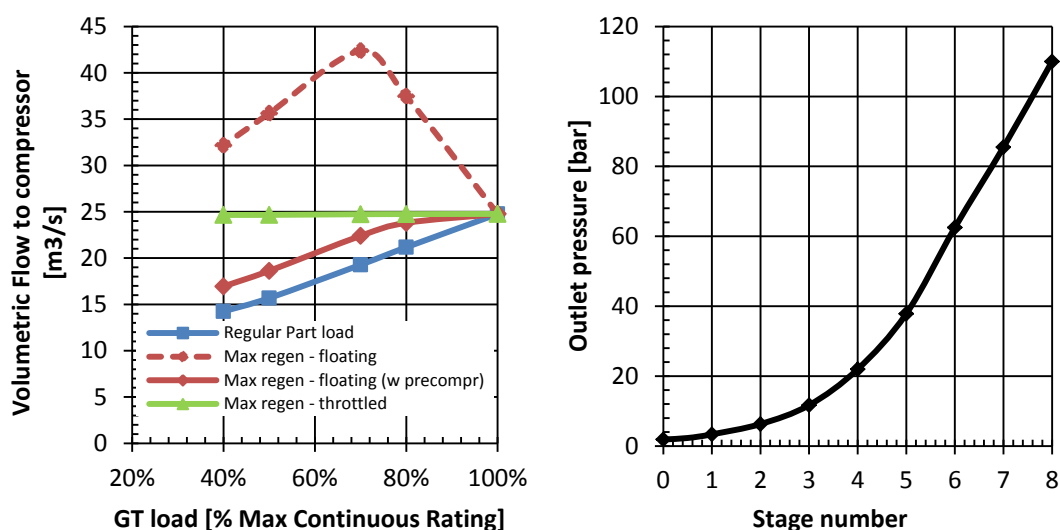 Volumetric Flow to compressor
[m3/s]
45
40
35
30
25
20
15
10
5
0
Regular Part load
Max regen - floating
Max regen - floating (w precompr)
Max regen - throttled
20% 40% 60% 80% 100%
GT load [% Max Continuous Rating]
Outlet pressure [bar]
120
100
80
60
40
20
0
0 1 2 3 4 5 6 7 8
Stage number